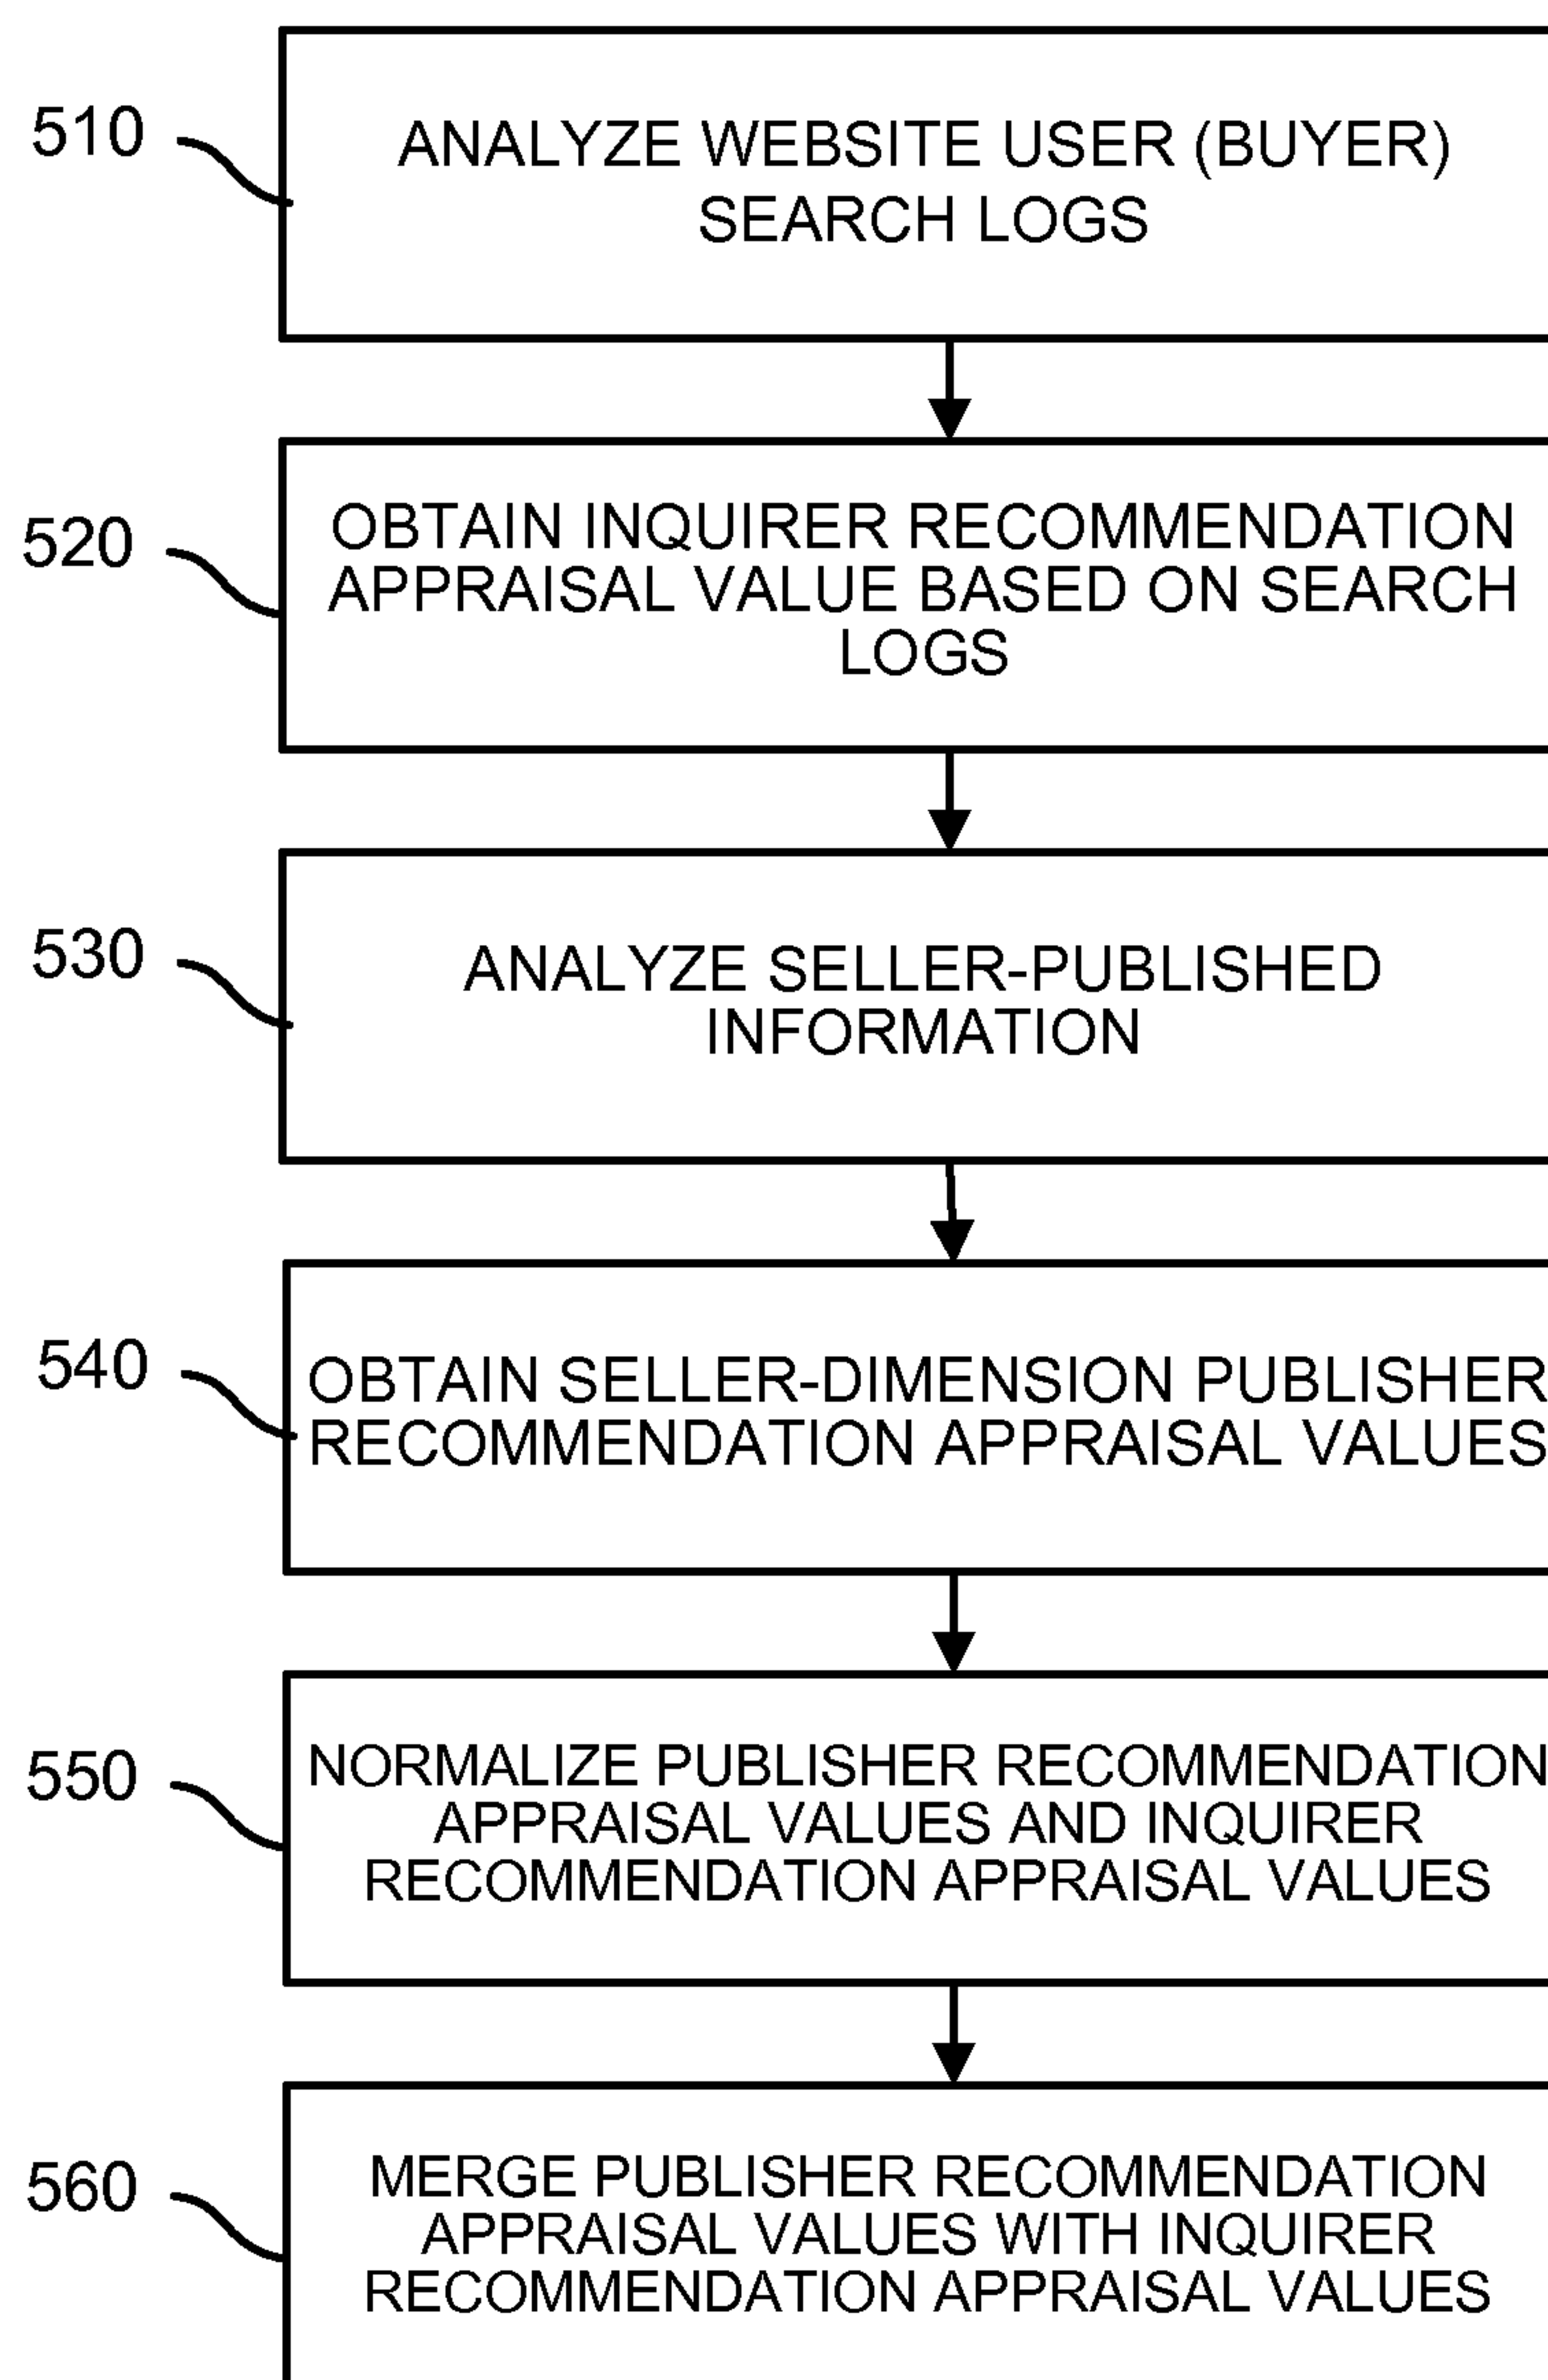 510
ANALYZE WEBSITE USER (BUYER)
SEARCH LOGS
520
OBTAIN INQUIRER RECOMMENDATION
APPRAISAL VALUE BASED ON SEARCH
LOGS
530
ANALYZE SELLER-PUBLISHED
INFORMATION
540
OBTAIN SELLER-DIMENSION PUBLISHER
RECOMMENDATION APPRAISAL VALUES
550
NORMALIZE PUBLISHER RECOMMENDATION
APPRAISAL VALUES AND INQUIRER
RECOMMENDATION APPRAISAL VALUES
560
MERGE PUBLISHER RECOMMENDATION
APPRAISAL VALUES WITH INQUIRER
RECOMMENDATION APPRAISAL VALUES